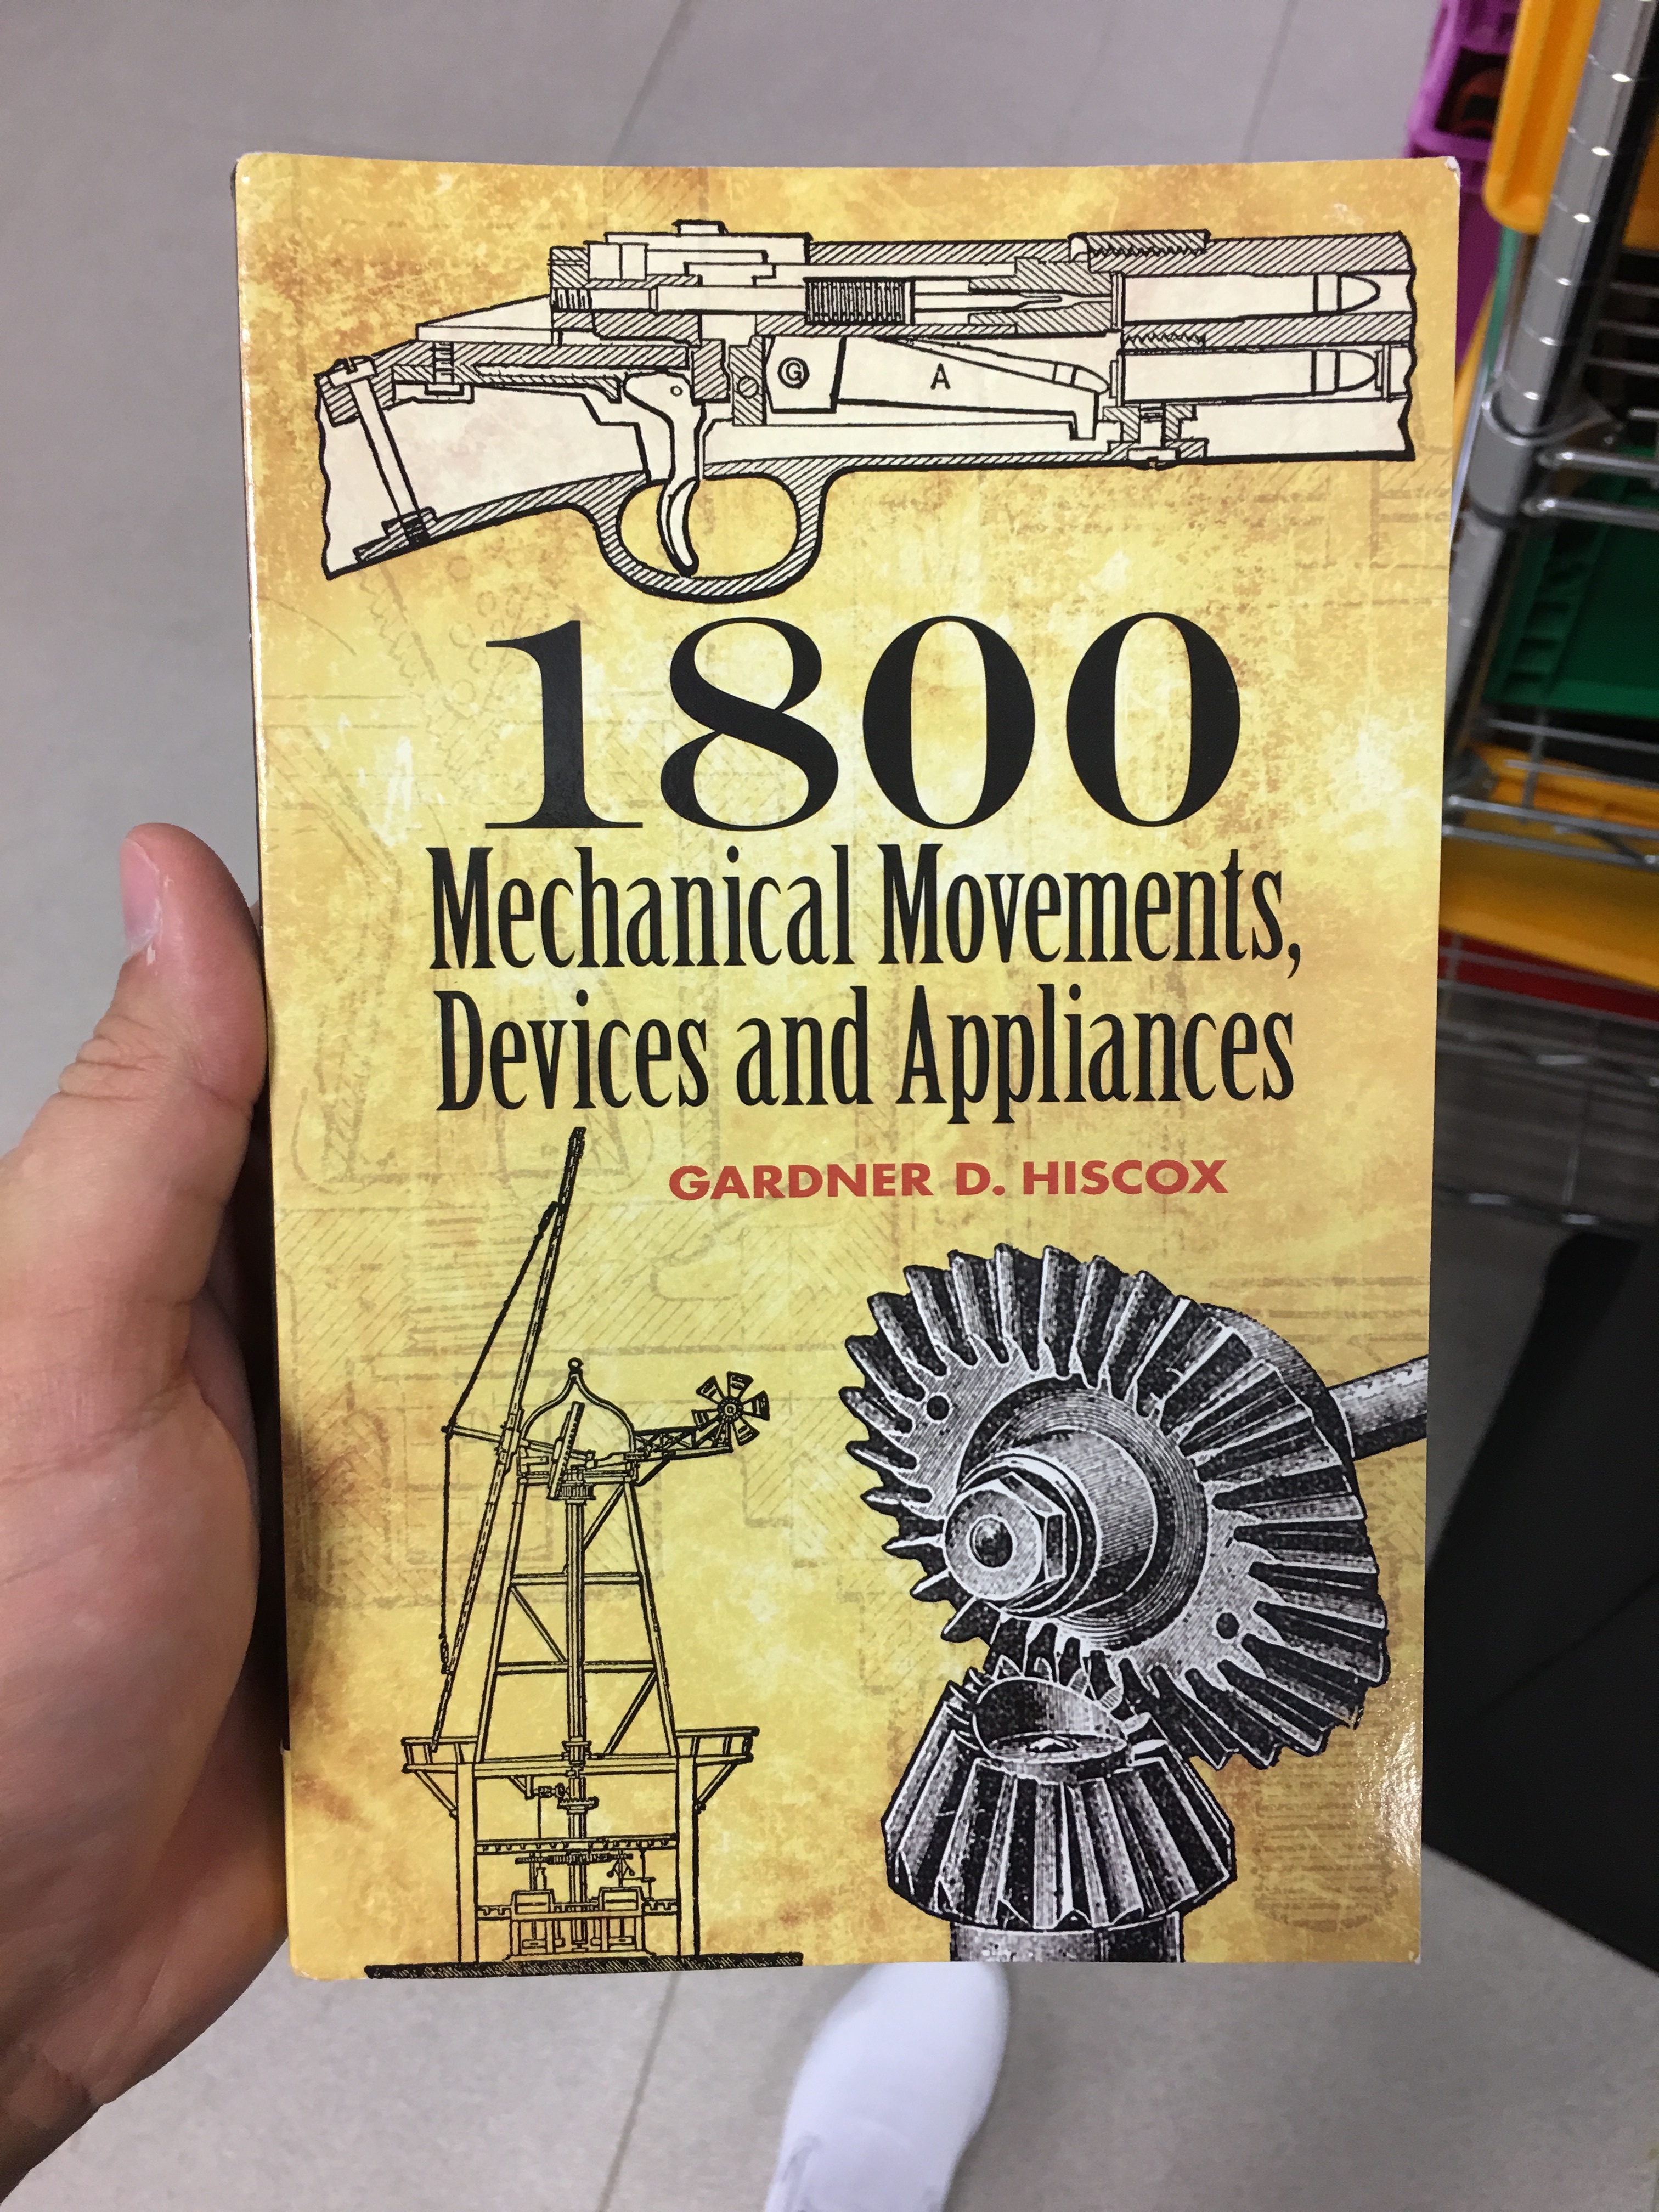 G
A
1800
Mechanical Movements,
Devices and Appliances
GARDNER D. HISCOX